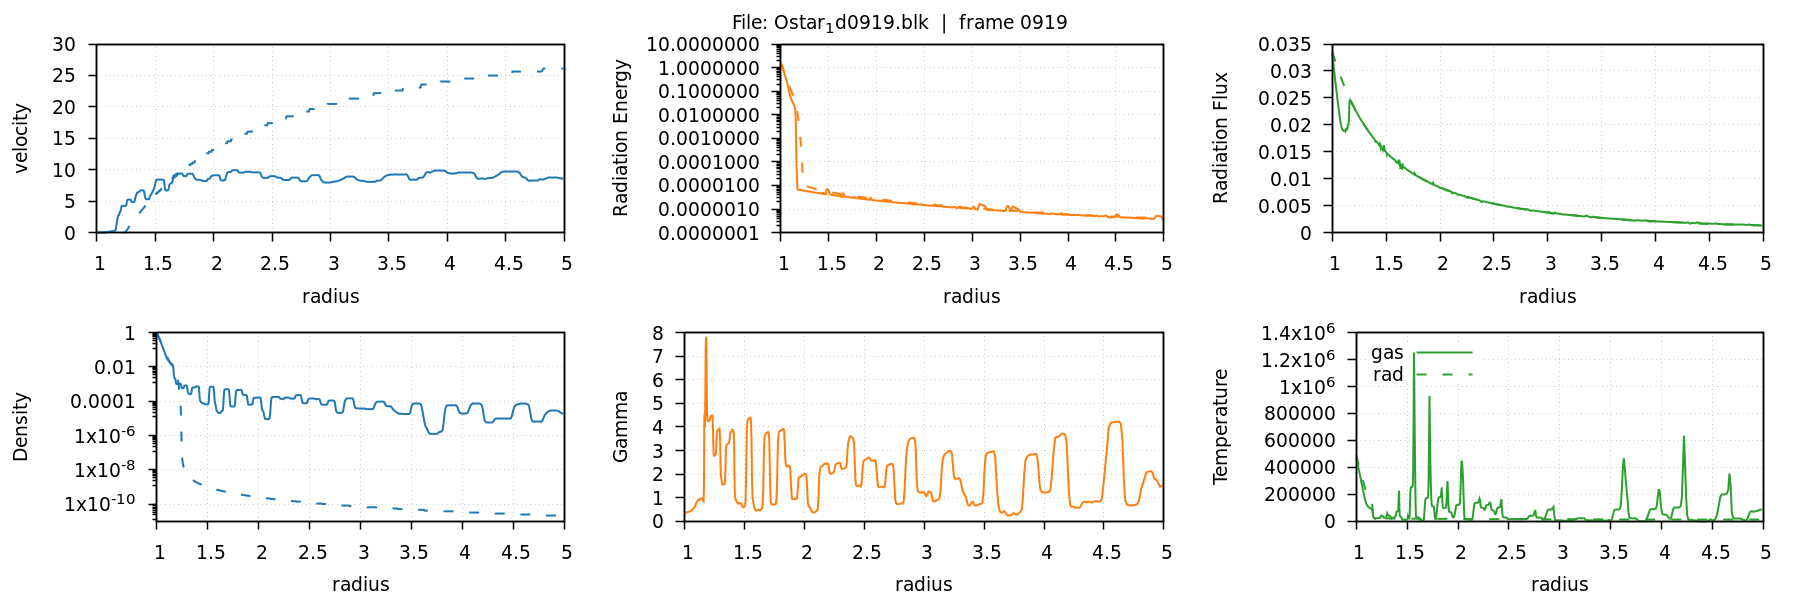 File: Ostar₁d0919.blk | frame 0919
velocity
30
25
20
15
10
5
0
1 1.5 2 2.5 3 3.5 4 4.5 5
radius
Radiation Energy
10.0000000
1.0000000
0.1000000
0.0100000
0.0010000
0.0001000
0.0000100
0.0000010
0.0000001
1 1.5 2 2.5 3 3.5 4 4.5 5
radius
Radiation Flux
0.035
0.03
0.025
0.02
0.015
0.01
0.005
0
1 1.5 2 2.5 3 3.5 4 4.5 5
radius
Density
1
0.01
0.0001
1x10⁻⁶
1x10⁻⁸
1x10⁻¹⁰
1 1.5 2 2.5 3 3.5 4 4.5 5
radius
Gamma
8
7
6
5
4
3
2
1
0
1 1.5 2 2.5 3 3.5 4 4.5 5
radius
Temperature
1.4x10⁶
1.2x10⁶
1x10⁶
800000
600000
400000
200000
0
gas
rad
1 1.5 2 2.5 3 3.5 4 4.5 5
radius